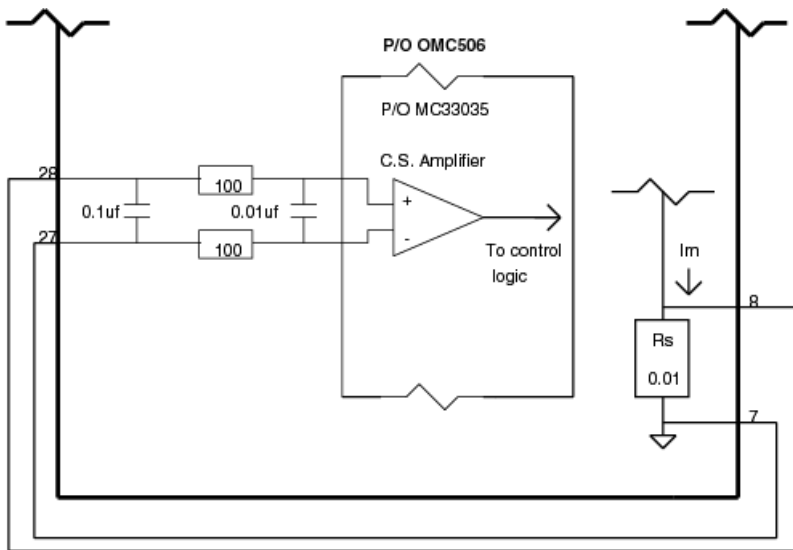 P/O OMC506
P/O MC33035
C.S. Amplifier
28
100
0.1uf
0.01uf
+
27
-
100
To control
logic
Im
8
Rs
0.01
7